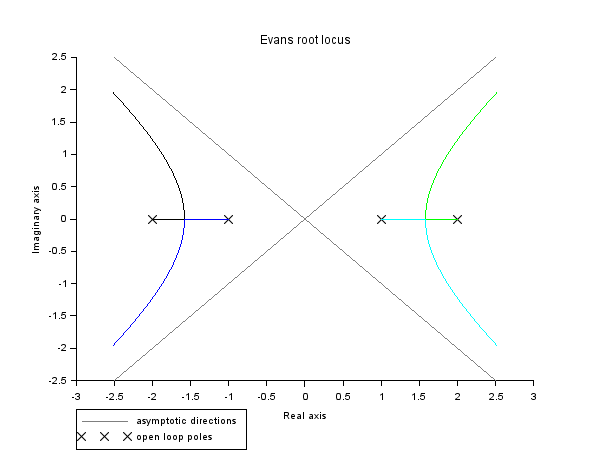 Evans root locus
Imaginary axis
2.5
2
1.5
1
0.5
0
-0.5
-1
-1.5
-2
-2.5
-3 -2.5 -2 -1.5 -1 -0.5 0 0.5 1 1.5 2 2.5 3
Real axis
asymptotic directions
open loop poles